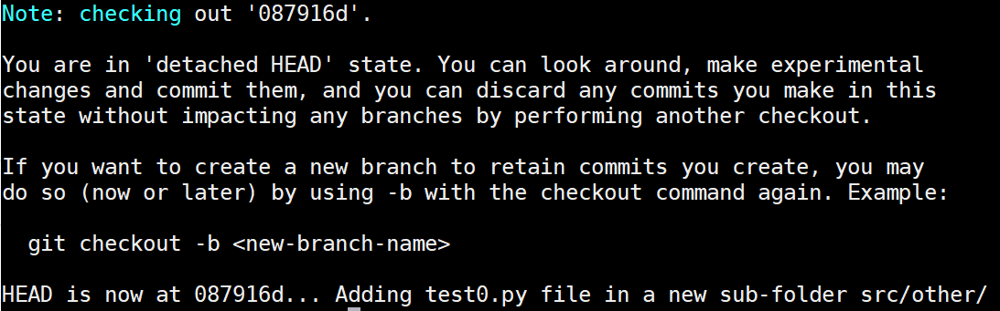 Note: checking out '087916d'.
You are in 'detached HEAD' state. You can look around, make experimental
changes and commit them, and you can discard any commits you make in this
state without impacting any branches by performing another checkout.
If you want to create a new branch to retain commits you create, you may
do so (now or later) by using -b with the checkout command again. Example:
git checkout -b <new-branch-name>
HEAD is now at 087916d... Adding test0.py file in a new sub-folder src/other/